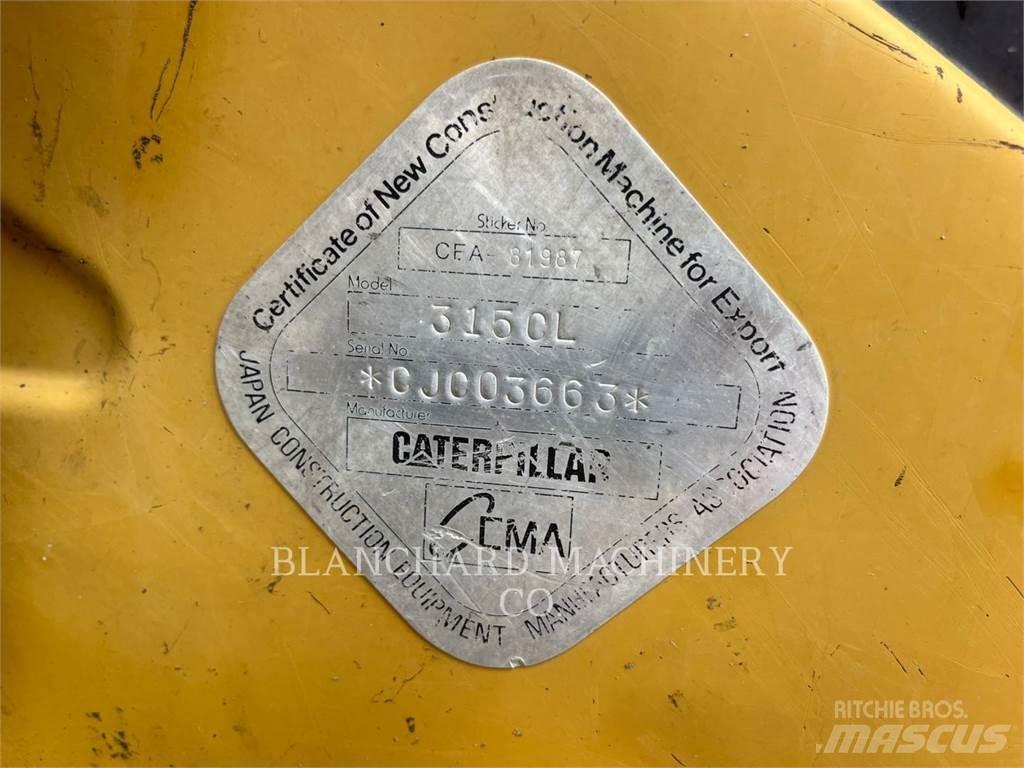 Certificate of New Construction Machine for Export
Sticker No.
CEA- 81987
Model
315CL
Serial No.
*CJC03663*
Manufacturer
CATERPILLAR
CEMA
JAPAN CONSTRUCTION EQUIPMENT MANUFACTURERS ASSOCIATION
BLANCHARD MACHINERY
CO.
RITCHIE BROS.
mascus